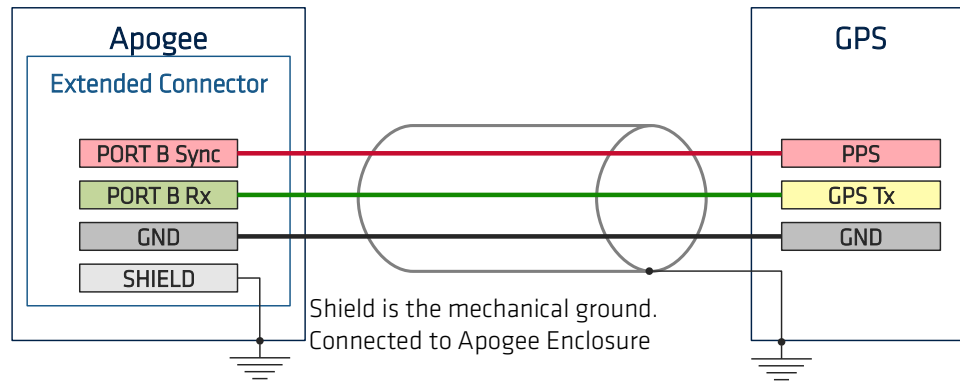 Apogee
Extended Connector
PORT B Sync
PORT B Rx
GND
SHIELD
Shield is the mechanical ground.
Connected to Apogee Enclosure
GPS
PPS
GPS Tx
GND